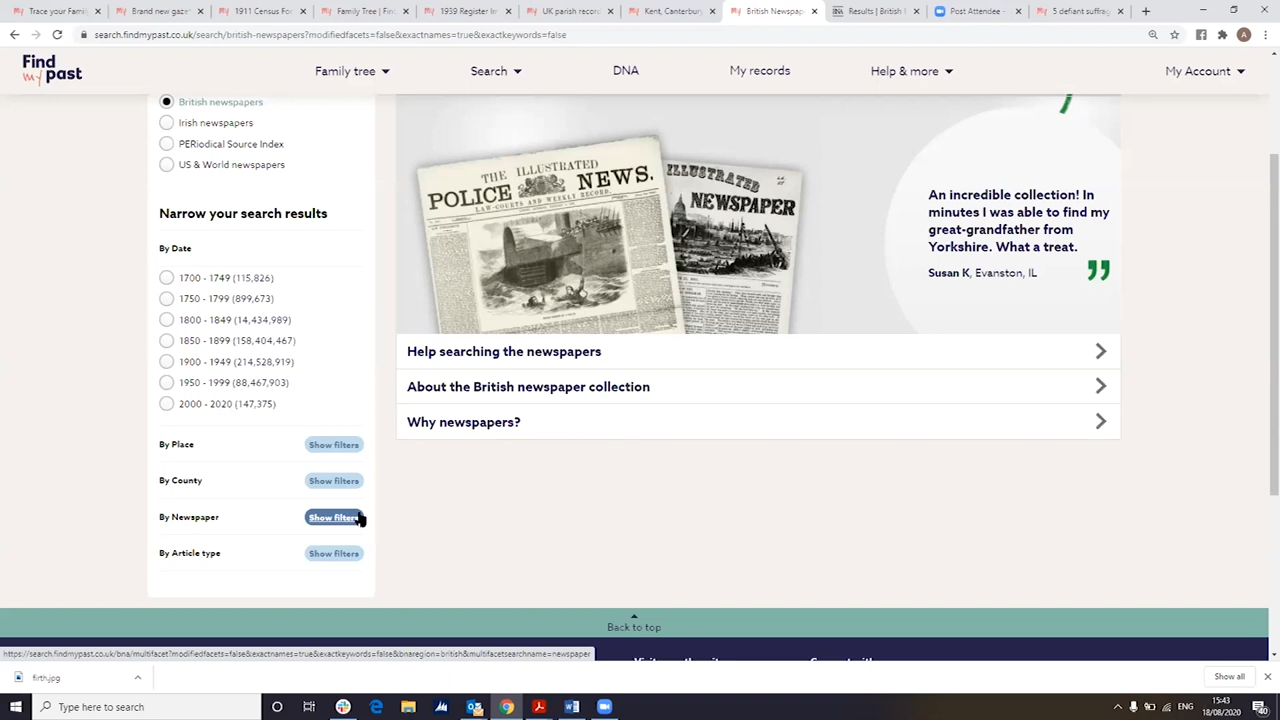 Trace your Family
Brand new gaze
1911 Census Fo
Family Tree | Fin
1939 Register
UK parish record
Kent, Canterbur
British Newspap
Results | British
Post Attendee -
5 defiant suffrag
search.findmypast.co.uk/search/british-newspapers?modifiedfacets=false&exactnames=true&exactkeywords=false
A
Find
my past
Family tree
Search
DNA
My records
Help & more
My Account
British newspapers
Irish newspapers
PERiodical Source Index
US & World newspapers
Narrow your search results
By Date
1700 - 1749 (115,826)
1750 - 1799 (899,673)
1800 - 1849 (14,434,989)
1850 - 1899 (158,404,467)
1900 - 1949 (214,528,919)
1950 - 1999 (88,467,903)
2000 - 2020 (147,375)
By Place Show filters
By County Show filters
By Newspaper Show filters
By Article type Show filters
THE ILLUSTRATED
POLICE NEWS.
LAW-COURTS AND WEEKLY RECORD.
ILLUSTRATED
NEWSPAPER
An incredible collection! In
minutes I was able to find my
great-grandfather from
Yorkshire. What a treat.
Susan K, Evanston, IL
Help searching the newspapers
About the British newspaper collection
Why newspapers?
Back to top
https://search.findmypast.co.uk/bna/multifacet?modifiedfacets=false&exactnames=true&exactkeywords=false&bnaregion=british&multifacetsearchname=newspaper
firth.jpg
Show all
Type here to search
ENG
15:43
18/08/2020
40